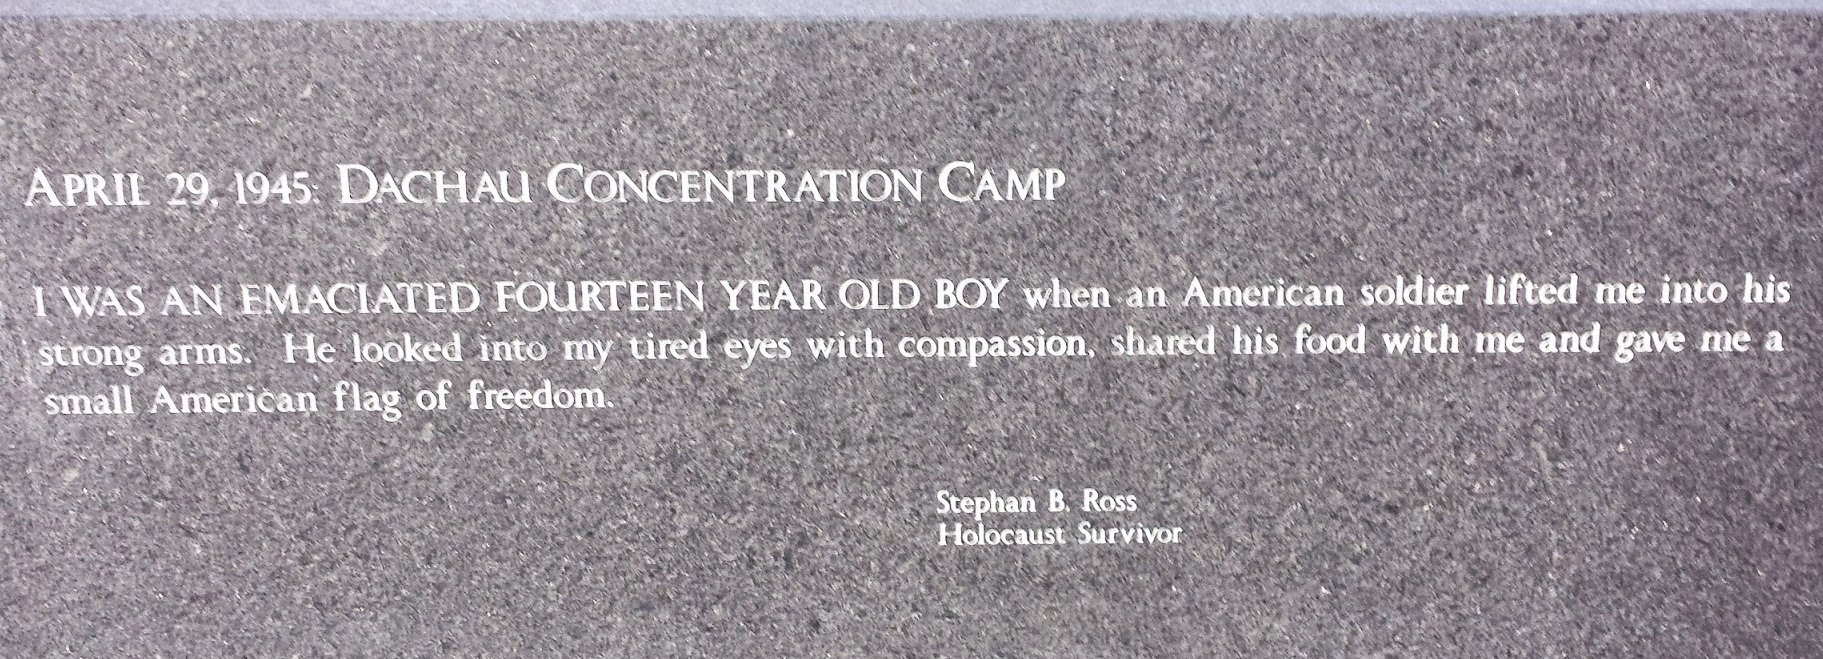 APRIL 29, 1945: DACHAU CONCENTRATION CAMP
I WAS AN EMACIATED FOURTEEN YEAR OLD BOY when an American soldier lifted me into his
strong arms. He looked into my tired eyes with compassion, shared his food with me and gave me a
small American flag of freedom.
Stephan B. Ross
Holocaust Survivor